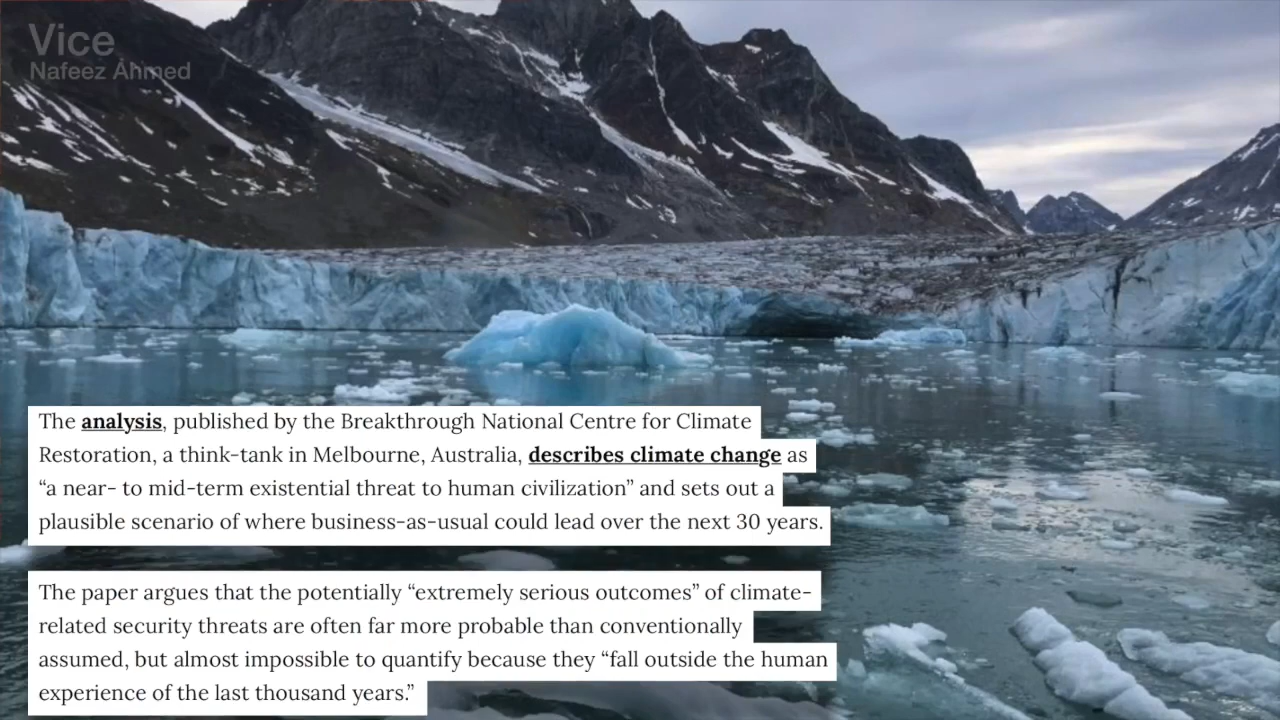 Vice
Nafeez Ahmed
The analysis, published by the Breakthrough National Centre for Climate
Restoration, a think-tank in Melbourne, Australia, describes climate change as
“a near- to mid-term existential threat to human civilization” and sets out a
plausible scenario of where business-as-usual could lead over the next 30 years.
The paper argues that the potentially “extremely serious outcomes” of climate-
related security threats are often far more probable than conventionally
assumed, but almost impossible to quantify because they “fall outside the human
experience of the last thousand years.”